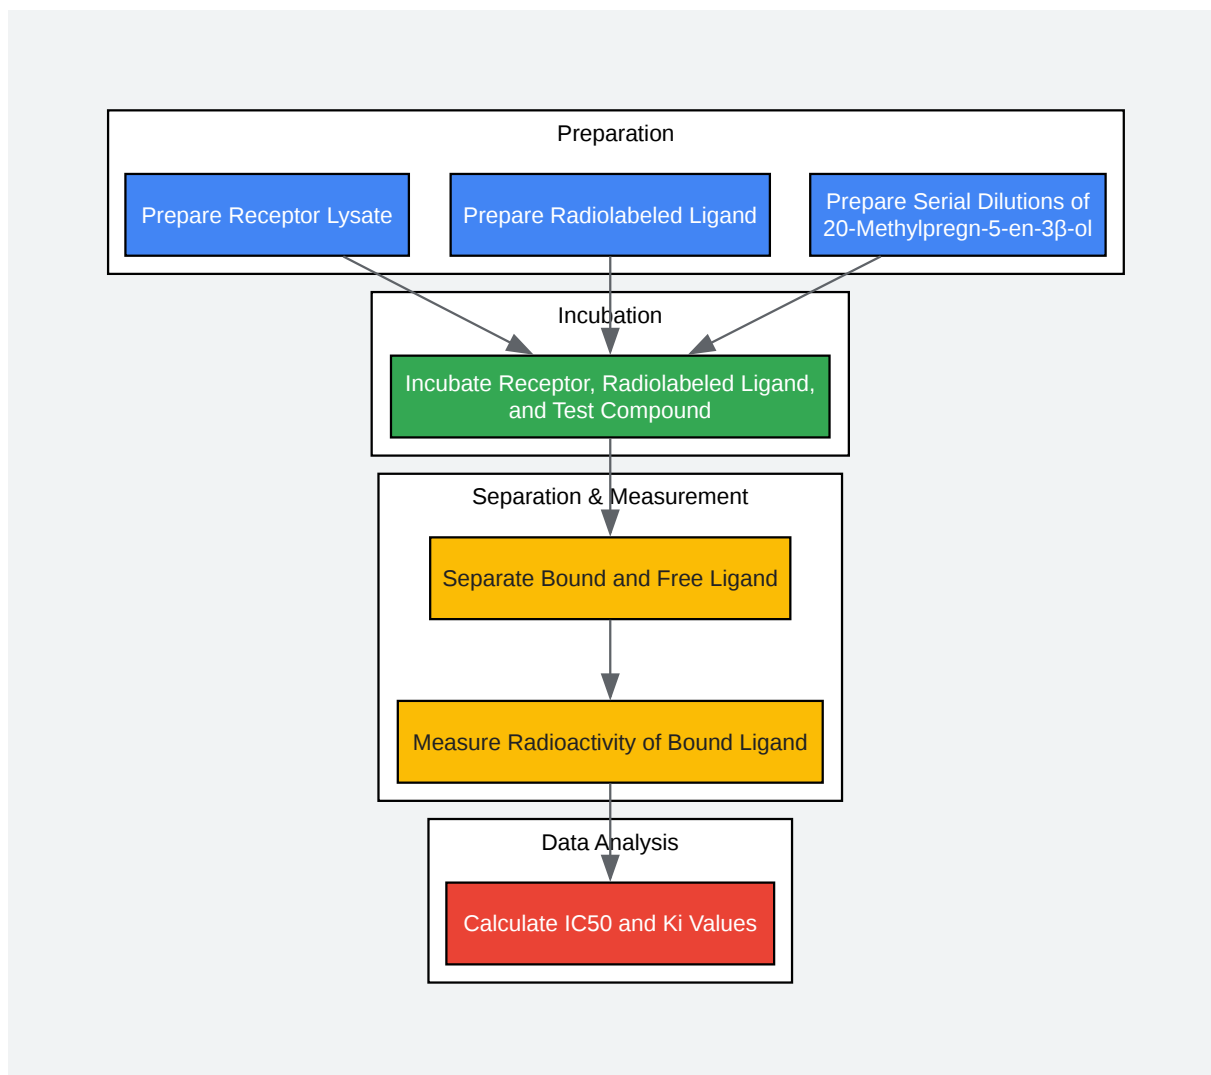 Preparation
Prepare Receptor Lysate
Prepare Radiolabeled Ligand
Prepare Serial Dilutions of
20-Methylpregn-5-en-3β-ol
Incubation
Incubate Receptor, Radiolabeled Ligand,
and Test Compound
Separation & Measurement
Separate Bound and Free Ligand
Measure Radioactivity of Bound Ligand
Data Analysis
Calculate IC50 and Ki Values